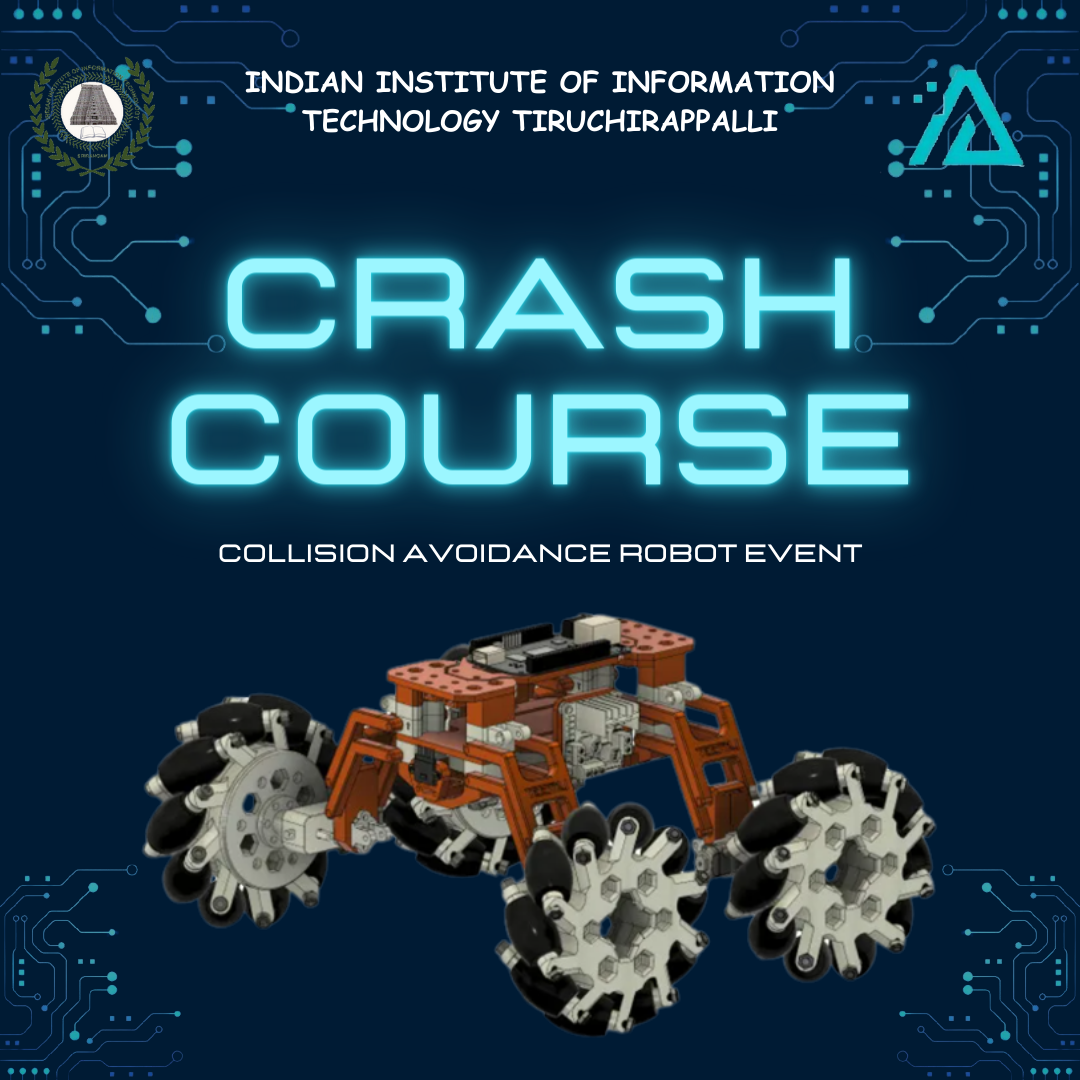 INDIAN INSTITUTE OF INFORMATION
TECHNOLOGY TIRUCHIRAPPALLI
CRASH
COURSE
COLLISION AVOIDANCE ROBOT EVENT